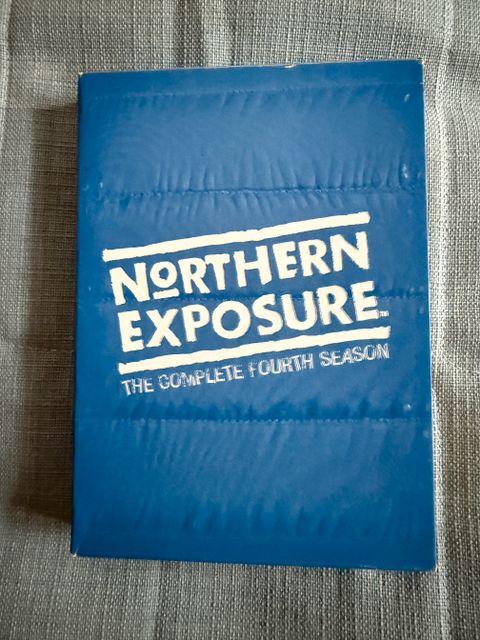 NORTHERN
EXPOSURE
THE COMPLETE FOURTH SEASON